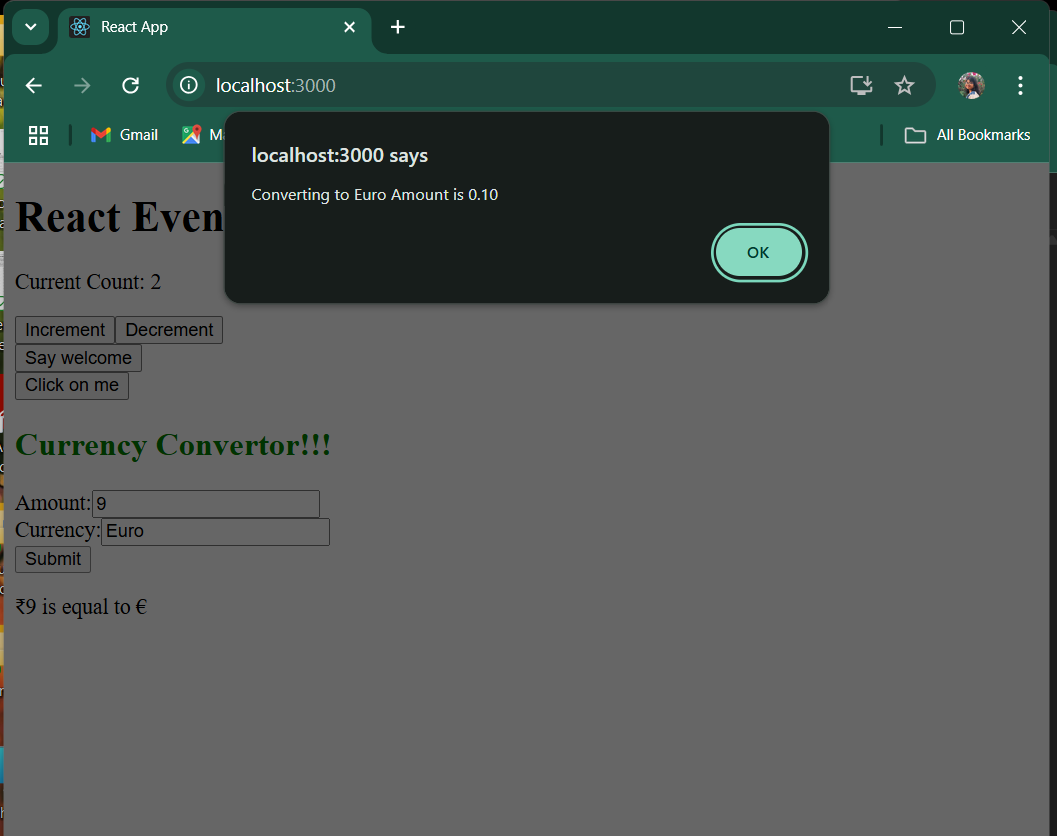 React App
localhost:3000
Gmail
All Bookmarks
localhost:3000 says
Converting to Euro Amount is 0.10
OK
React Even
Current Count: 2
Increment Decrement
Say welcome
Click on me
Currency Convertor!!!
Amount: 9
Currency: Euro
Submit
₹9 is equal to €